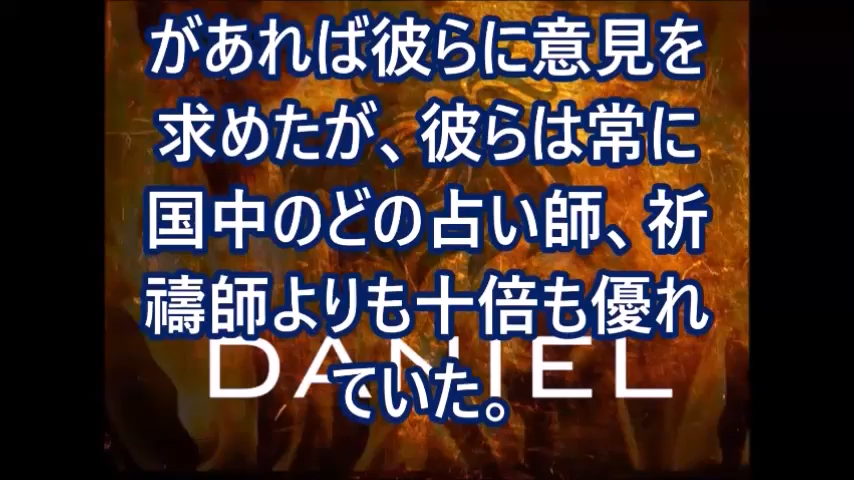 があれば彼らに意見を
求めたが、彼らは常に
国中のどの占い師、祈
禱師よりも十倍も優れ
ていた。
DANIEL